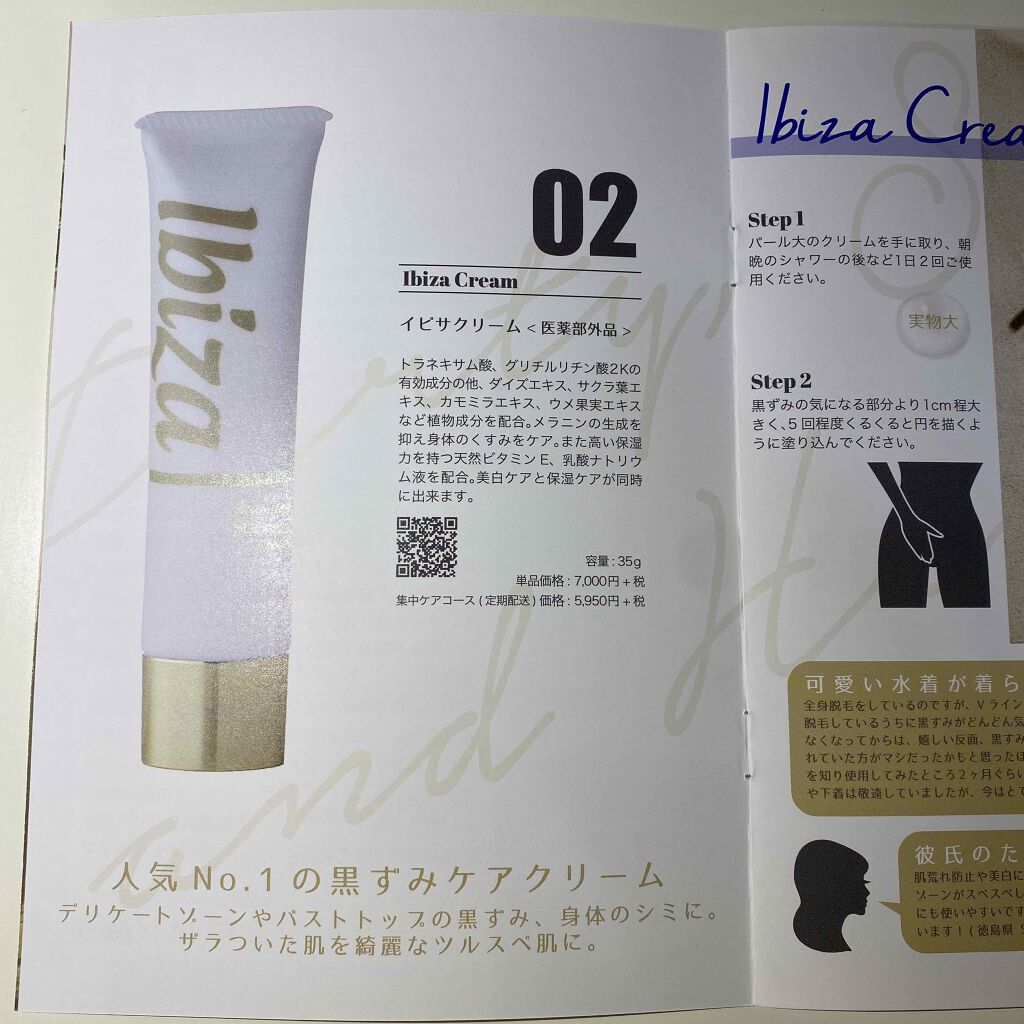 Ibiza
02
Ibiza Cream
イビサクリーム < 医薬部外品 >
トラネキサム酸、グリチルリチン酸2Kの
有効成分の他、ダイズエキス、サクラ葉エ
キス、カモミラエキス、ウメ果実エキス
など植物成分を配合。メラニンの生成を
抑え身体のくすみをケア。また高い保湿
力を持つ天然ビタミンE、乳酸ナトリウ
ム液を配合。美白ケアと保湿ケアが同時
に出来ます。
容量 : 35g
単品価格 : 7,000円 + 税
集中ケアコース ( 定期配送 ) 価格 : 5,950円 + 税
人気No.1の黒ずみケアクリーム
デリケートゾーンやバストトップの黒ずみ、身体のシミに。
ザラついた肌を綺麗なツルスベ肌に。
Ibiza Crea
Step 1
パール大のクリームを手に取り、朝
晩のシャワーの後など1日2回ご使
用ください。
実物大
Step 2
黒ずみの気になる部分より1cm程大
きく、5回程度くるくると円を描くよ
うに塗り込んでください。
可愛い水着が着ら
全身脱毛をしているのですが、Vライン
脱毛しているうちに黒ずみがどんどん気
なくなってからは、嬉しい反面、黒ずみ
れていた方がマシだったかもと思ったほ
を知り使用してみたところ2ヶ月ぐらい
や下着は敬遠していましたが、今はとて
彼氏のた
肌荒れ防止や美白に
ゾーンがスベスベし
にも使いやすいです
います！( 徳島県